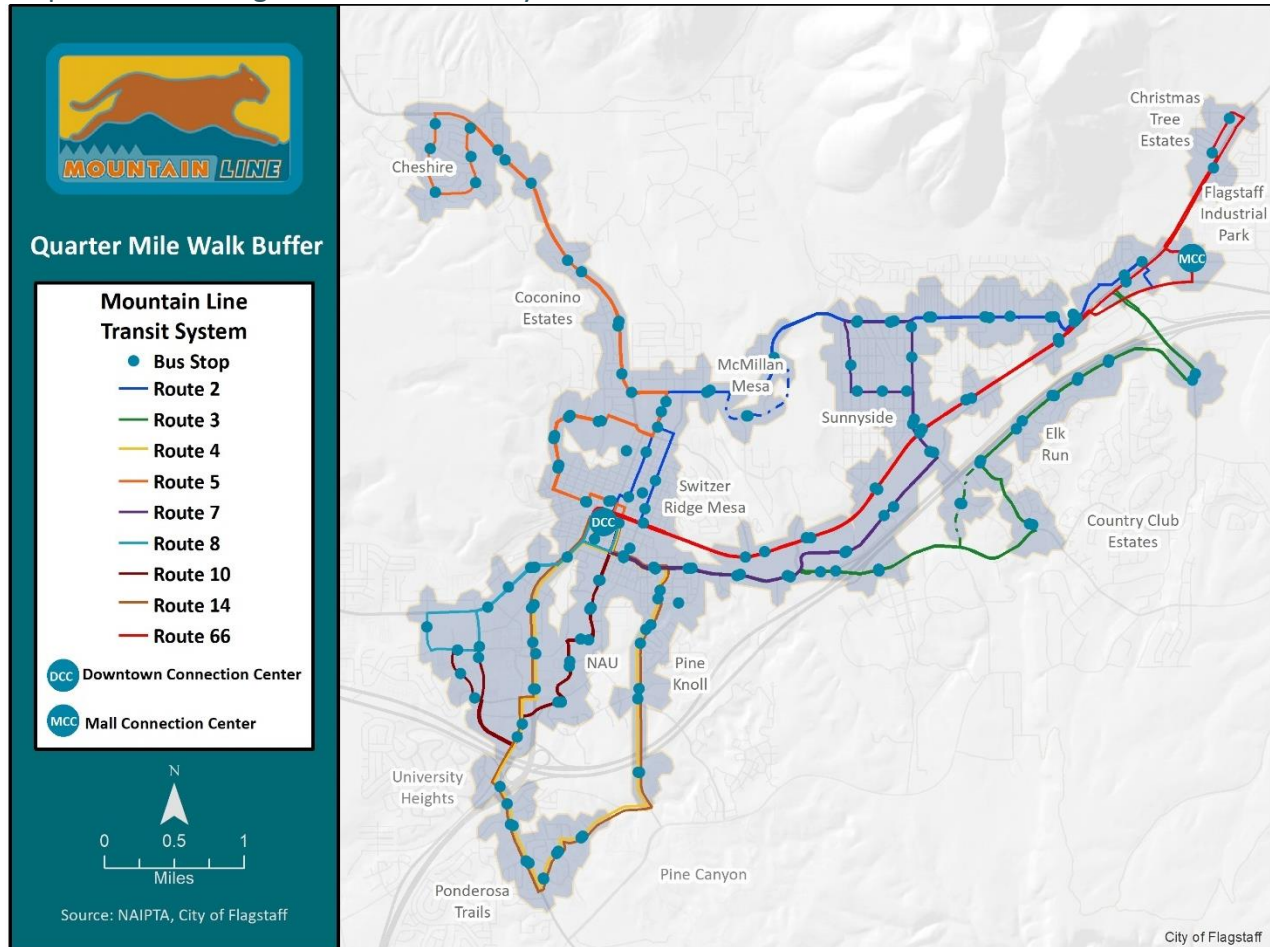 MOUNTAIN LINE
Quarter Mile Walk Buffer
Mountain Line
Transit System
Bus Stop
Route 2
Route 3
Route 4
Route 5
Route 7
Route 8
Route 10
Route 14
Route 66
DCC Downtown Connection Center
MCC Mall Connection Center
N
0 0.5 1
Miles
Source: NAIPTA, City of Flagstaff
Christmas
Tree
Estates
Cheshire
Flagstaff
Industrial
Park
MCC
Coconino
Estates
McMillan
Mesa
Sunnyside
Elk
Run
Switzer
Ridge Mesa
DCC
Country Club
Estates
NAU
Pine
Knoll
University
Heights
Pine Canyon
Ponderosa
Trails
City of Flagstaff